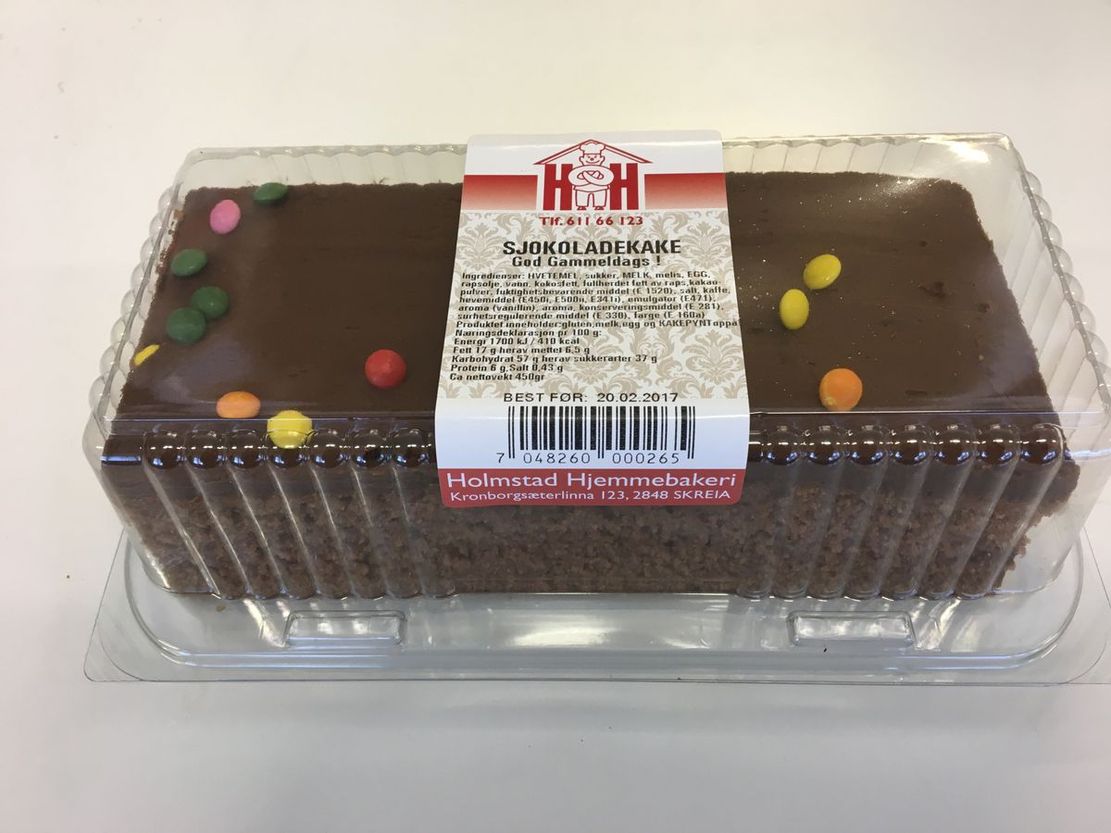 H H
Tlf. 611 66 123
SJOKOLADEKAKE
God Gammeldags !
Ingredienser: HVETEMEL, sukker, MELK, melis, EGG,
rapsolje, vann, kokosfett, fullherdet fett av raps,kakao-
pulver, fuktighetsbevarende middel (E 1520), salt, kaffe,
hevemiddel (E450i, E500ii, E341i), emulgator (E471),
aroma (vanillin), aroma, konserveringsmiddel (E 281),
surhetsregulerende middel (E 330), farge (E 160a)
Produktet inneholder:gluten,melk,egg og KAKEPYNT
Næringsdeklarasjon pr 100 g:
Energi 1700 kJ / 410 kcal
Fett 17 g herav mettet 6,5 g
Karbohydrat 57 g herav sukkerarter 37 g
Protein 6 g, Salt 0,43 g
Ca nettovekt 450gr
BEST FØR: 20.02.2017
7 048260 000265
Holmstad Hjemmebakeri
Kronborgsæterlinna 123, 2848 SKREIA